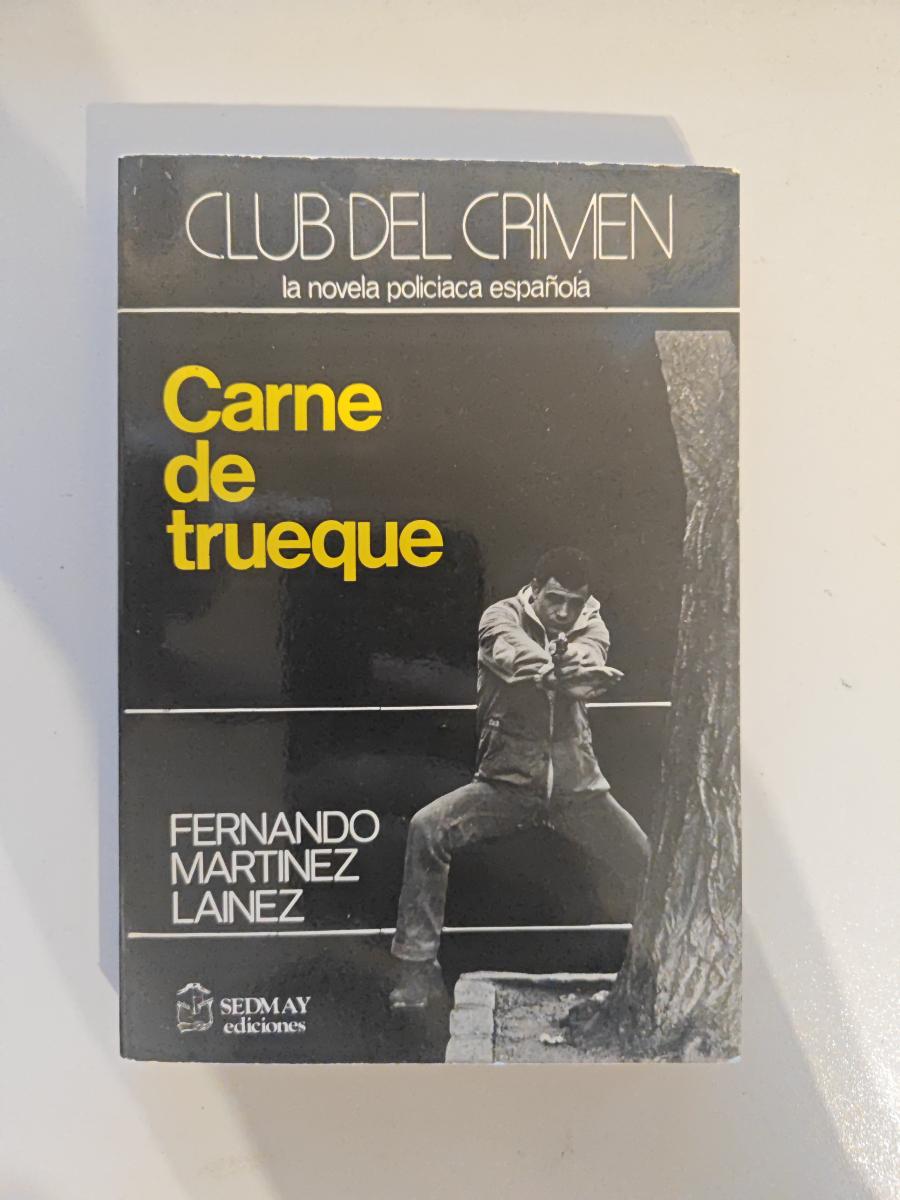 CLUB DEL CRIMEN
la novela policiaca española
Carne
de
trueque
FERNANDO
MARTINEZ
LAINEZ
SEDMAY
ediciones